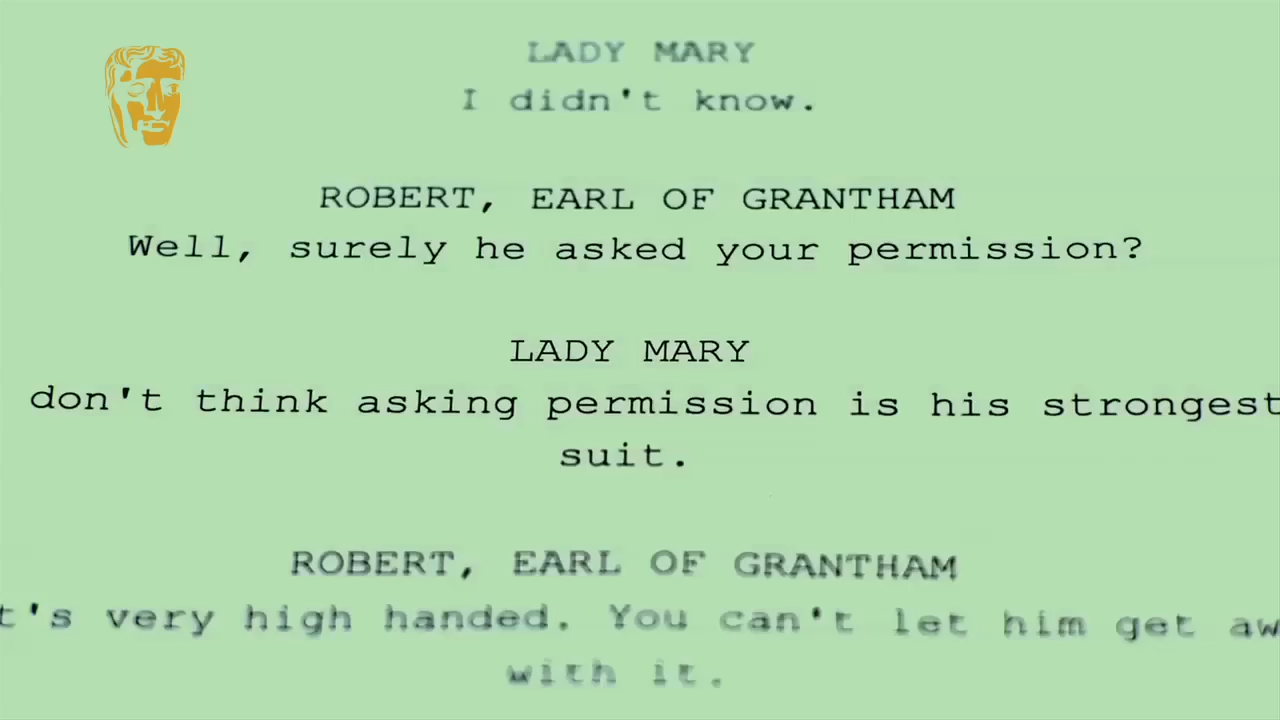 LADY MARY
I didn't know.
ROBERT, EARL OF GRANTHAM
Well, surely he asked your permission?
LADY MARY
don't think asking permission is his strongest
suit.
ROBERT, EARL OF GRANTHAM
t's very high handed. You can't let him get aw
with it.